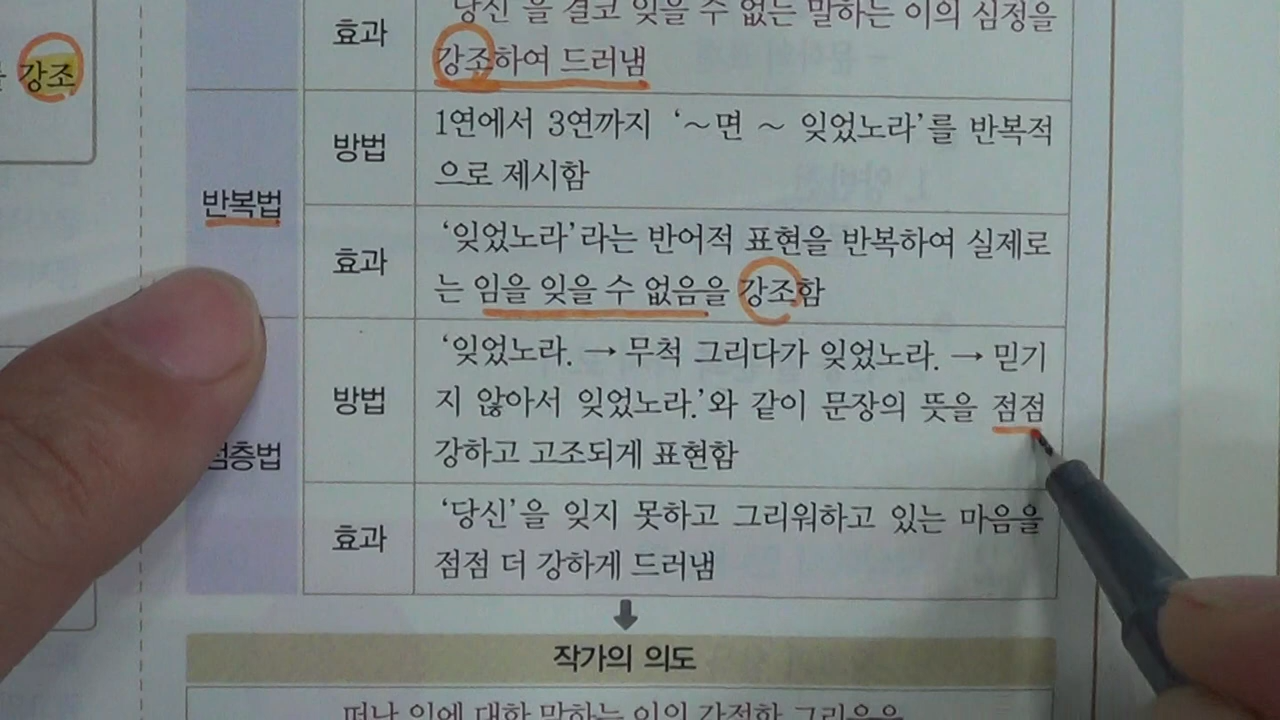 강조
효과
'당신'을 결코 잊을 수 없는 말하는 이의 심정을
강조하여 드러냄
반복법
방법
1연에서 3연까지 '~면 ~ 잊었노라'를 반복적
으로 제시함
효과
'잊었노라'라는 반어적 표현을 반복하여 실제로
는 임을 잊을 수 없음을 강조함
점층법
방법
'잊었노라. → 무척 그리다가 잊었노라. → 믿기
지 않아서 잊었노라.'와 같이 문장의 뜻을 점점
강하고 고조되게 표현함
효과
'당신'을 잊지 못하고 그리워하고 있는 마음을
점점 더 강하게 드러냄
작가의 의도
떠난 임에 대한 말하는 이의 간절한 그리움을